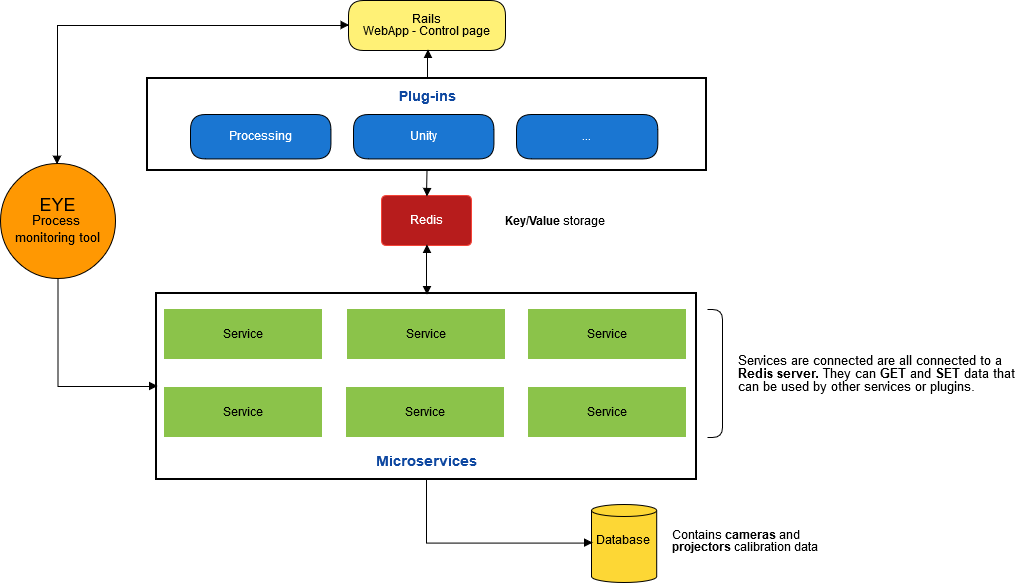 Rails
WebApp - Control page
Plug-ins
Processing
Unity
...
EYE
Process
monitoring tool
Redis
Key/Value storage
Service
Service
Service
Service
Service
Service
Microservices
Services are connected are all connected to a
Redis server. They can GET and SET data that
can be used by other services or plugins.
Database
Contains cameras and
projectors calibration data